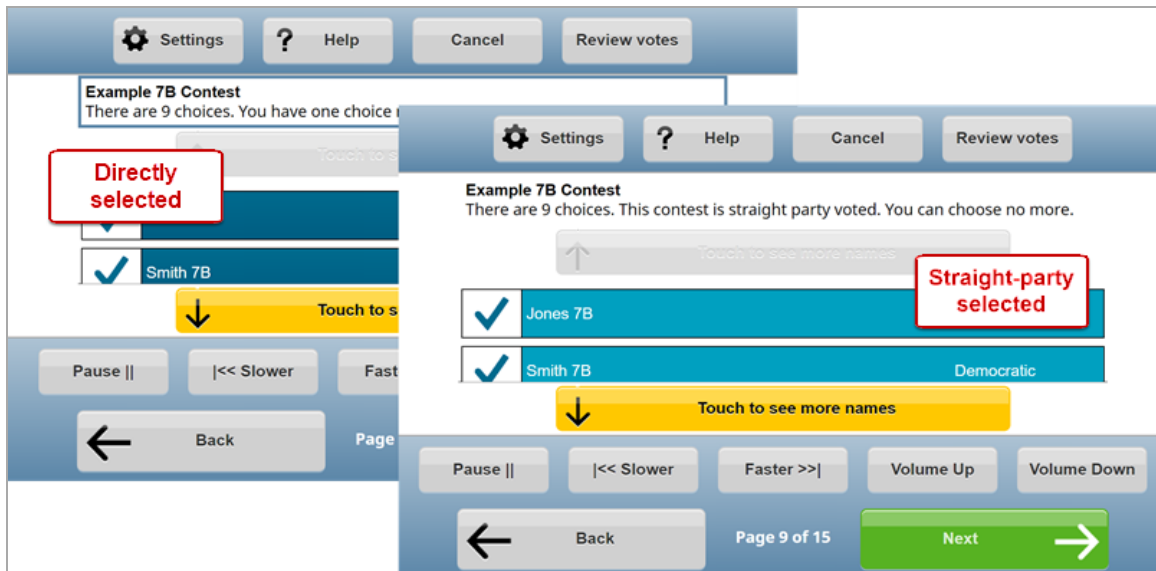 Settings
? Help
Cancel
Review votes
Example 7B Contest
There are 9 choices. You have one choice
Touch to s
Directly
selected
Smith 7B
Touch to s
Pause ||
|<< Slower
Fast
Back
Page
Settings
? Help
Cancel
Review votes
Example 7B Contest
There are 9 choices. This contest is straight party voted. You can choose no more.
Touch to see more names
Straight-party
selected
Jones 7B
Smith 7B Democratic
Touch to see more names
Pause ||
|<< Slower
Faster >>|
Volume Up
Volume Down
Back
Page 9 of 15
Next